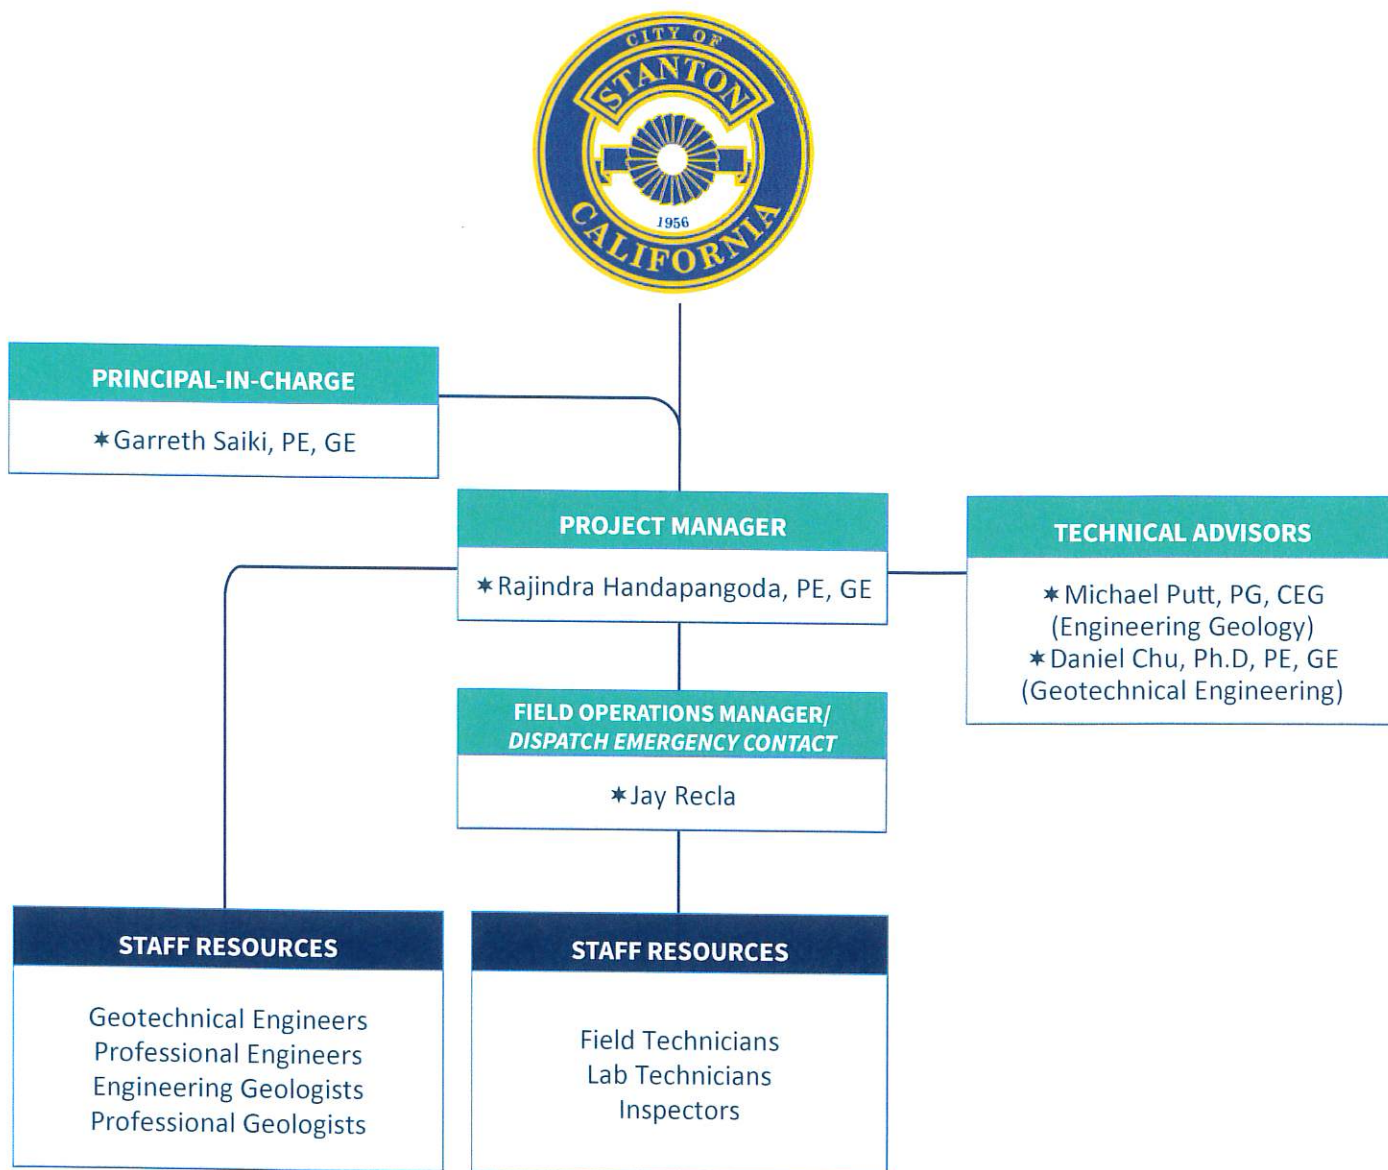 CITY OF
STANTON
1956
CALIFORNIA
PRINCIPAL-IN-CHARGE
✶Garreth Saiki, PE, GE
PROJECT MANAGER
✶Rajindra Handapangoda, PE, GE
TECHNICAL ADVISORS
✶Michael Putt, PG, CEG
(Engineering Geology)
✶Daniel Chu, Ph.D, PE, GE
(Geotechnical Engineering)
FIELD OPERATIONS MANAGER/
DISPATCH EMERGENCY CONTACT
✶Jay Recla
STAFF RESOURCES
Geotechnical Engineers
Professional Engineers
Engineering Geologists
Professional Geologists
STAFF RESOURCES
Field Technicians
Lab Technicians
Inspectors